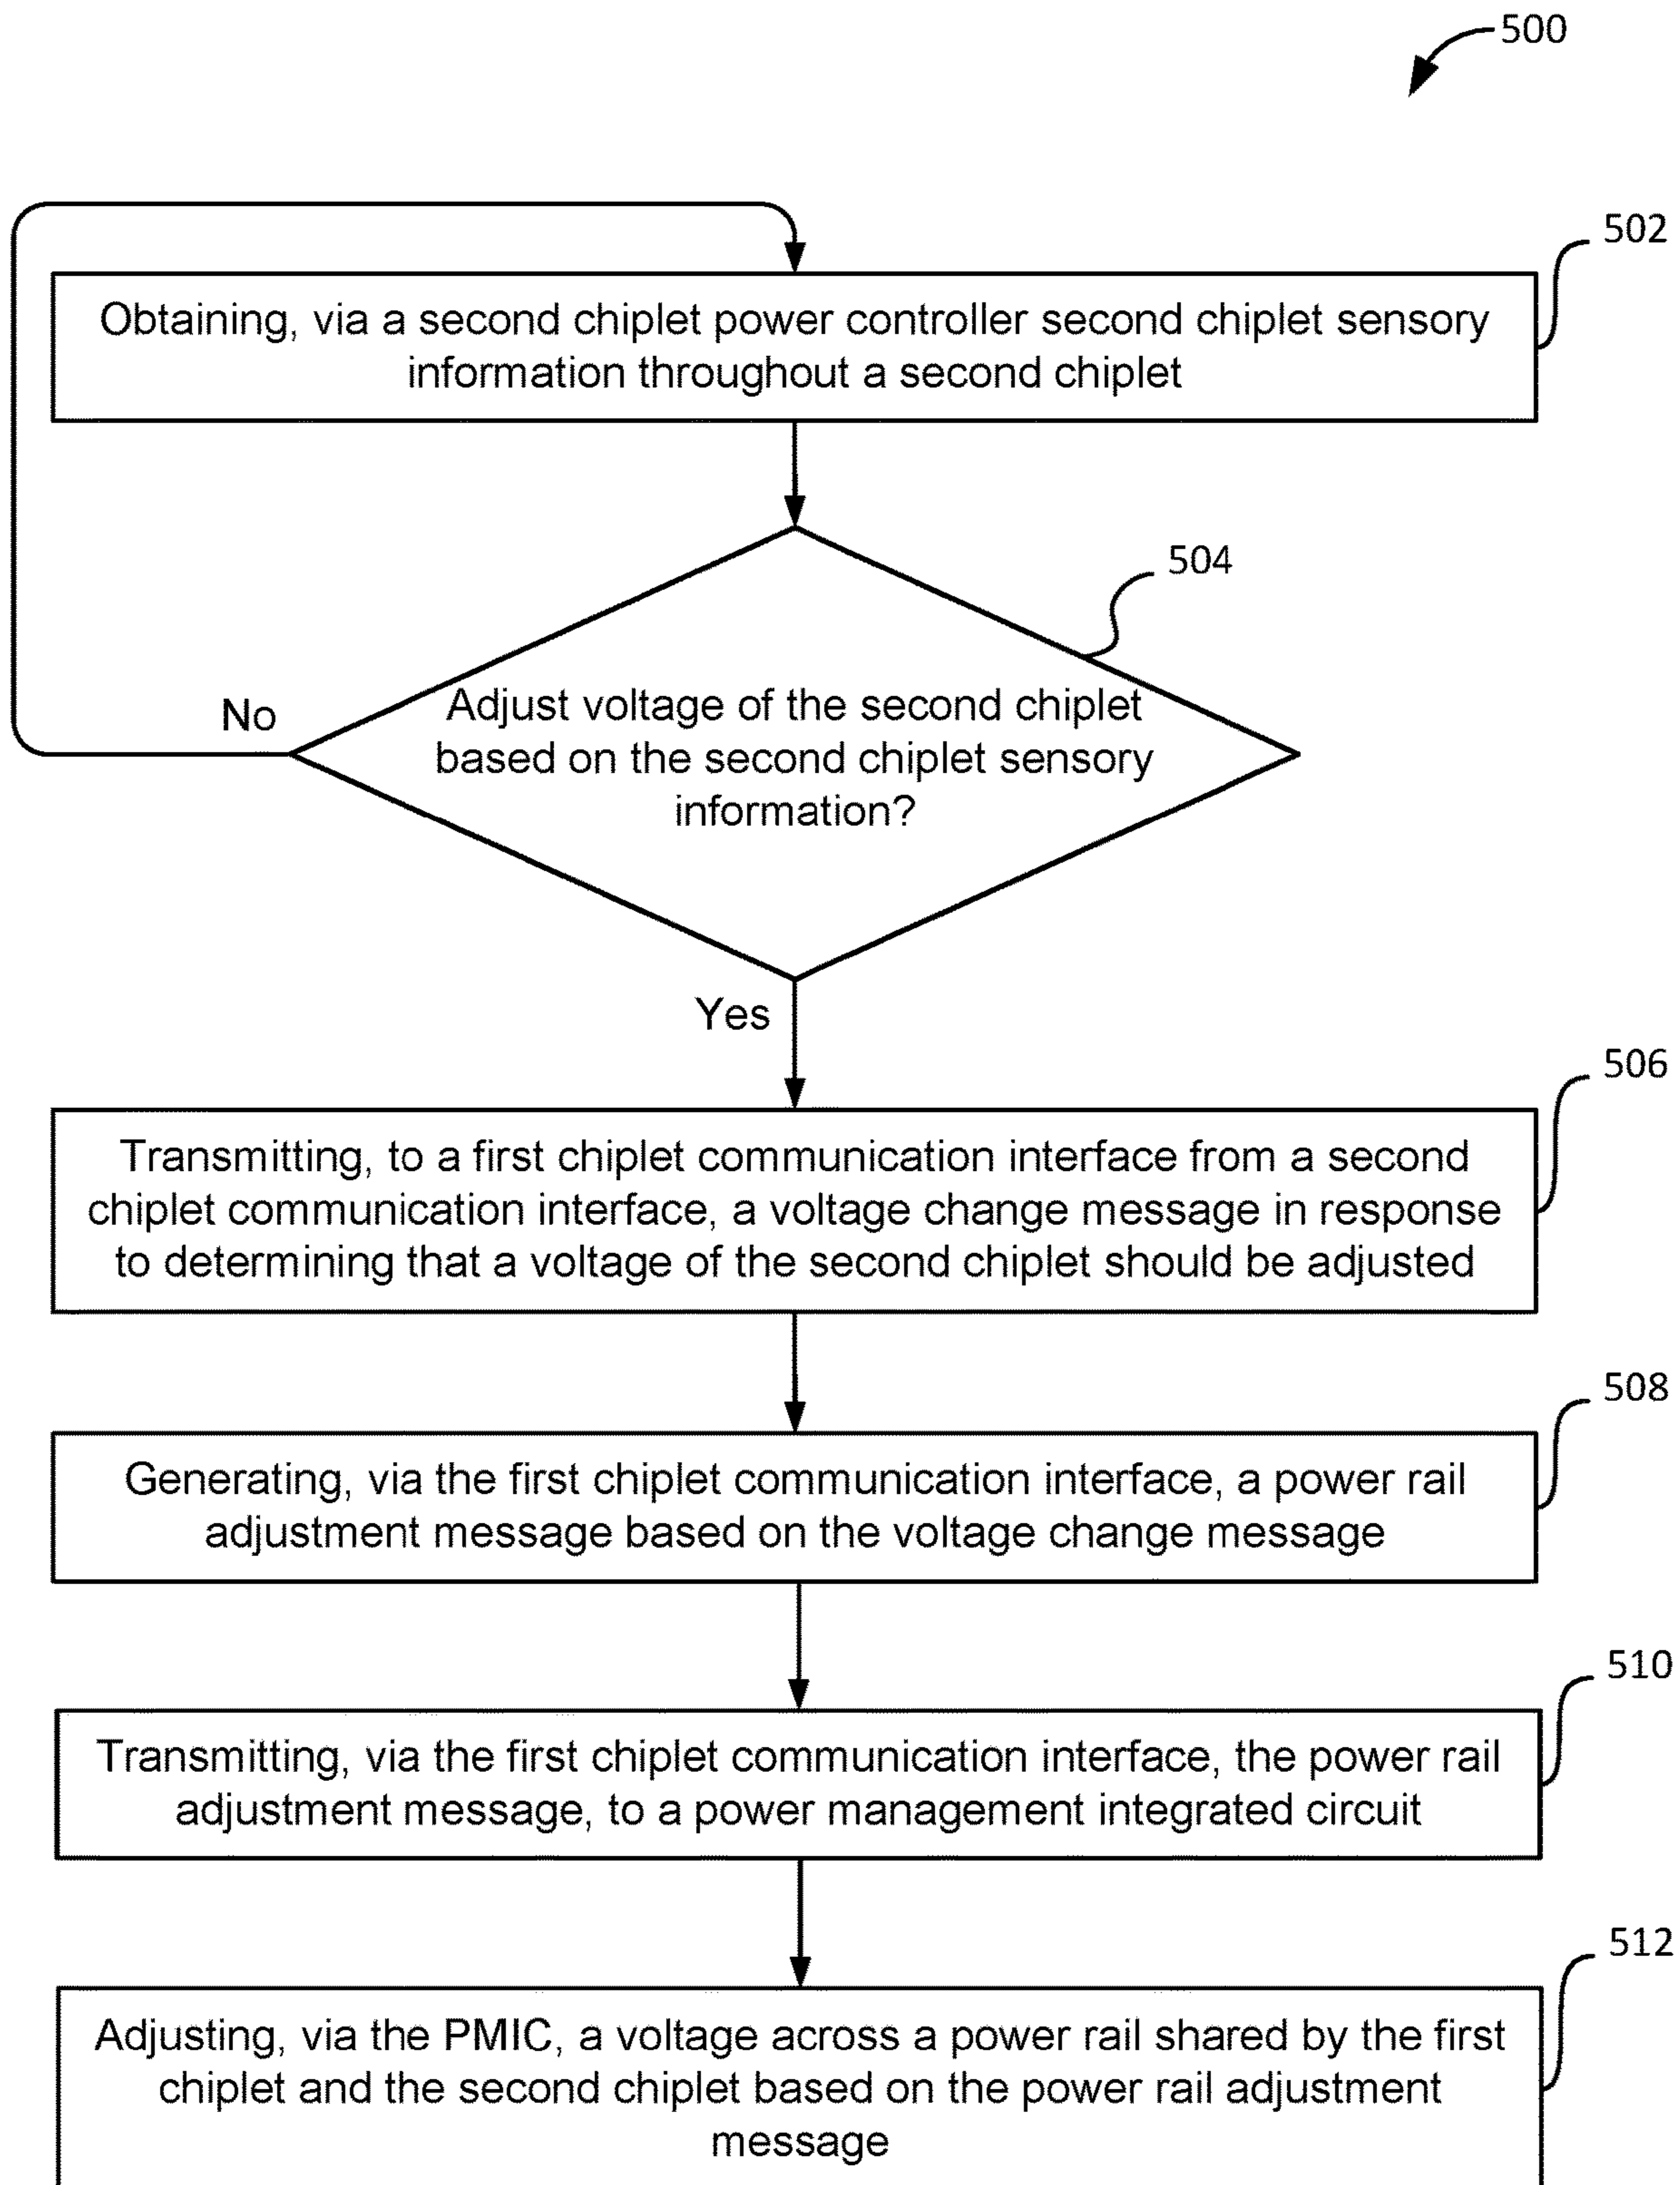 500
502
Obtaining, via a second chiplet power controller second chiplet sensory
information throughout a second chiplet
504
No
Adjust voltage of the second chiplet
based on the second chiplet sensory
information?
Yes
506
Transmitting, to a first chiplet communication interface from a second
chiplet communication interface, a voltage change message in response
to determining that a voltage of the second chiplet should be adjusted
508
Generating, via the first chiplet communication interface, a power rail
adjustment message based on the voltage change message
510
Transmitting, via the first chiplet communication interface, the power rail
adjustment message, to a power management integrated circuit
512
Adjusting, via the PMIC, a voltage across a power rail shared by the first
chiplet and the second chiplet based on the power rail adjustment
message